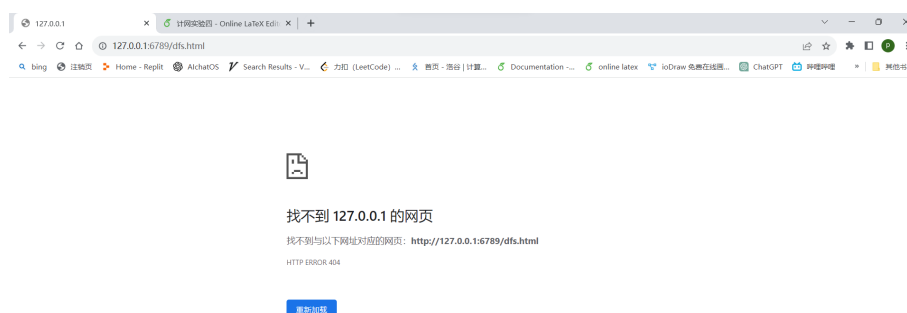 127.0.0.1
计网实验四 - Online LaTeX Edit
127.0.0.1:6789/dfs.html
bing 注销页 Home - Replit AIchatOS Search Results - V... 力扣 (LeetCode) ... 首页 - 洛谷 | 计算... Documentation -... online latex ioDraw 免费在线画... ChatGPT 哔哩哔哩 » 其他书
找不到 127.0.0.1 的网页
找不到与以下网址对应的网页：http://127.0.0.1:6789/dfs.html
HTTP ERROR 404
重新加载